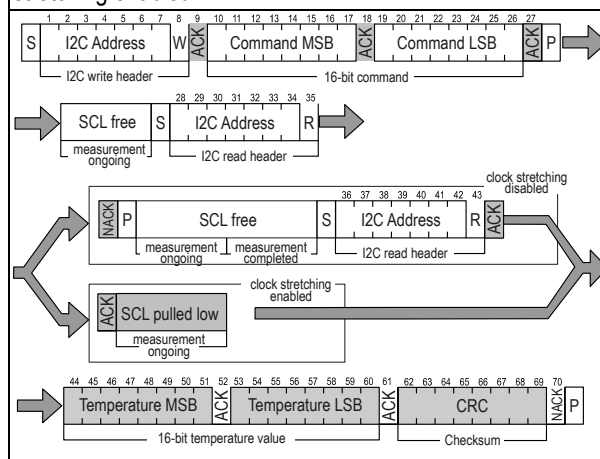 1 2 3 4 5 6 7 8 9 10 11 12 13 14 15 16 17 18 19 20 21 22 23 24 25 26 27
S I2C Address W ACK Command MSB ACK Command LSB ACK P
I2C write header 16-bit command
28 29 30 31 32 33 34 35
SCL free S I2C Address R
measurement ongoing I2C read header
clock stretching disabled
36 37 38 39 40 41 42 43
NACK P SCL free S I2C Address R ACK
measurement ongoing measurement completed I2C read header
clock stretching enabled
ACK SCL pulled low
measurement ongoing
44 45 46 47 48 49 50 51 52 53 54 55 56 57 58 59 60 61 62 63 64 65 66 67 68 69 70
Temperature MSB ACK Temperature LSB ACK CRC NACK P
16-bit temperature value Checksum